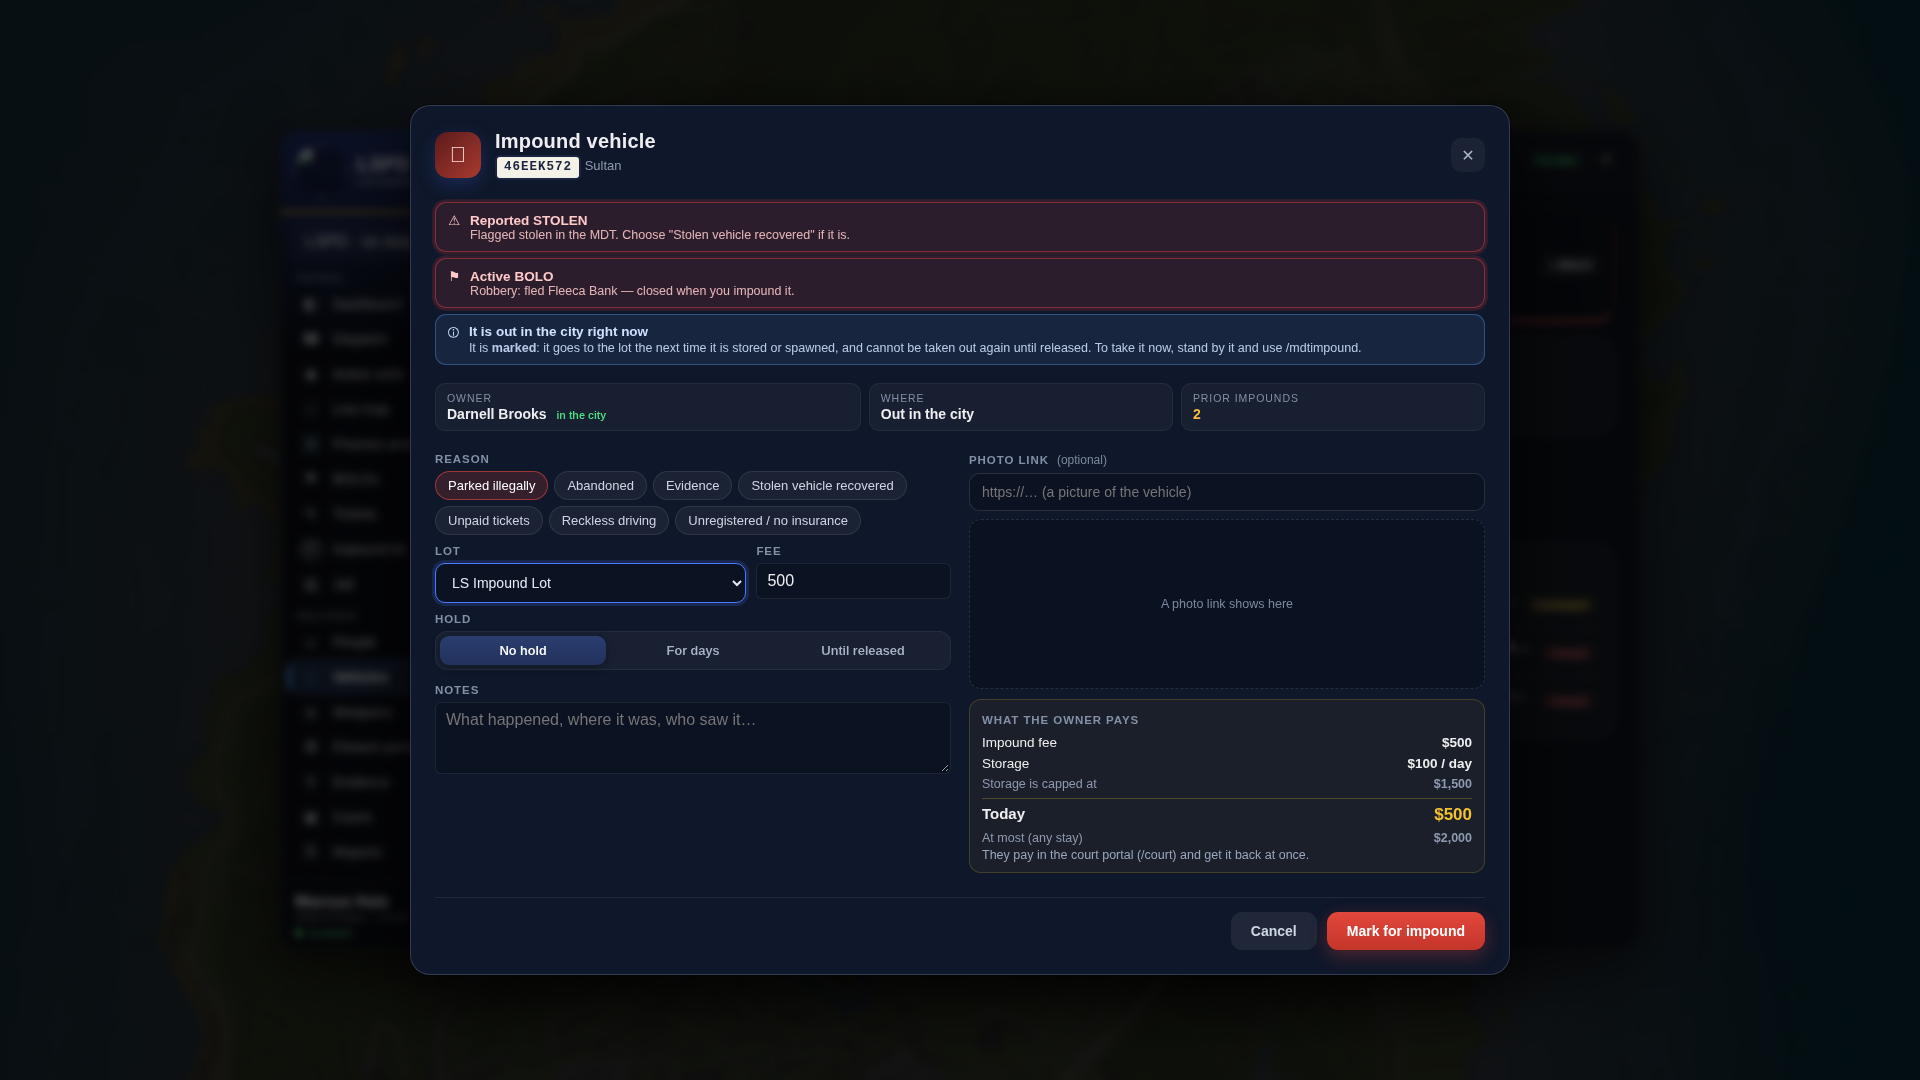 Impound vehicle
46EEK572 Sultan
Reported STOLEN
Flagged stolen in the MDT. Choose "Stolen vehicle recovered" if it is.
Active BOLO
Robbery: fled Fleeca Bank — closed when you impound it.
It is out in the city right now
It is marked: it goes to the lot the next time it is stored or spawned, and cannot be taken out again until released. To take it now, stand by it and use /mdtimpound.
OWNER
Darnell Brooks in the city
WHERE
Out in the city
PRIOR IMPOUNDS
2
REASON
Parked illegally Abandoned Evidence Stolen vehicle recovered
Unpaid tickets Reckless driving Unregistered / no insurance
LOT FEE
LS Impound Lot 500
HOLD
No hold For days Until released
NOTES
What happened, where it was, who saw it…
PHOTO LINK (optional)
https://… (a picture of the vehicle)
A photo link shows here
WHAT THE OWNER PAYS
Impound fee $500
Storage $100 / day
Storage is capped at $1,500
Today $500
At most (any stay) $2,000
They pay in the court portal (/court) and get it back at once.
Cancel Mark for impound